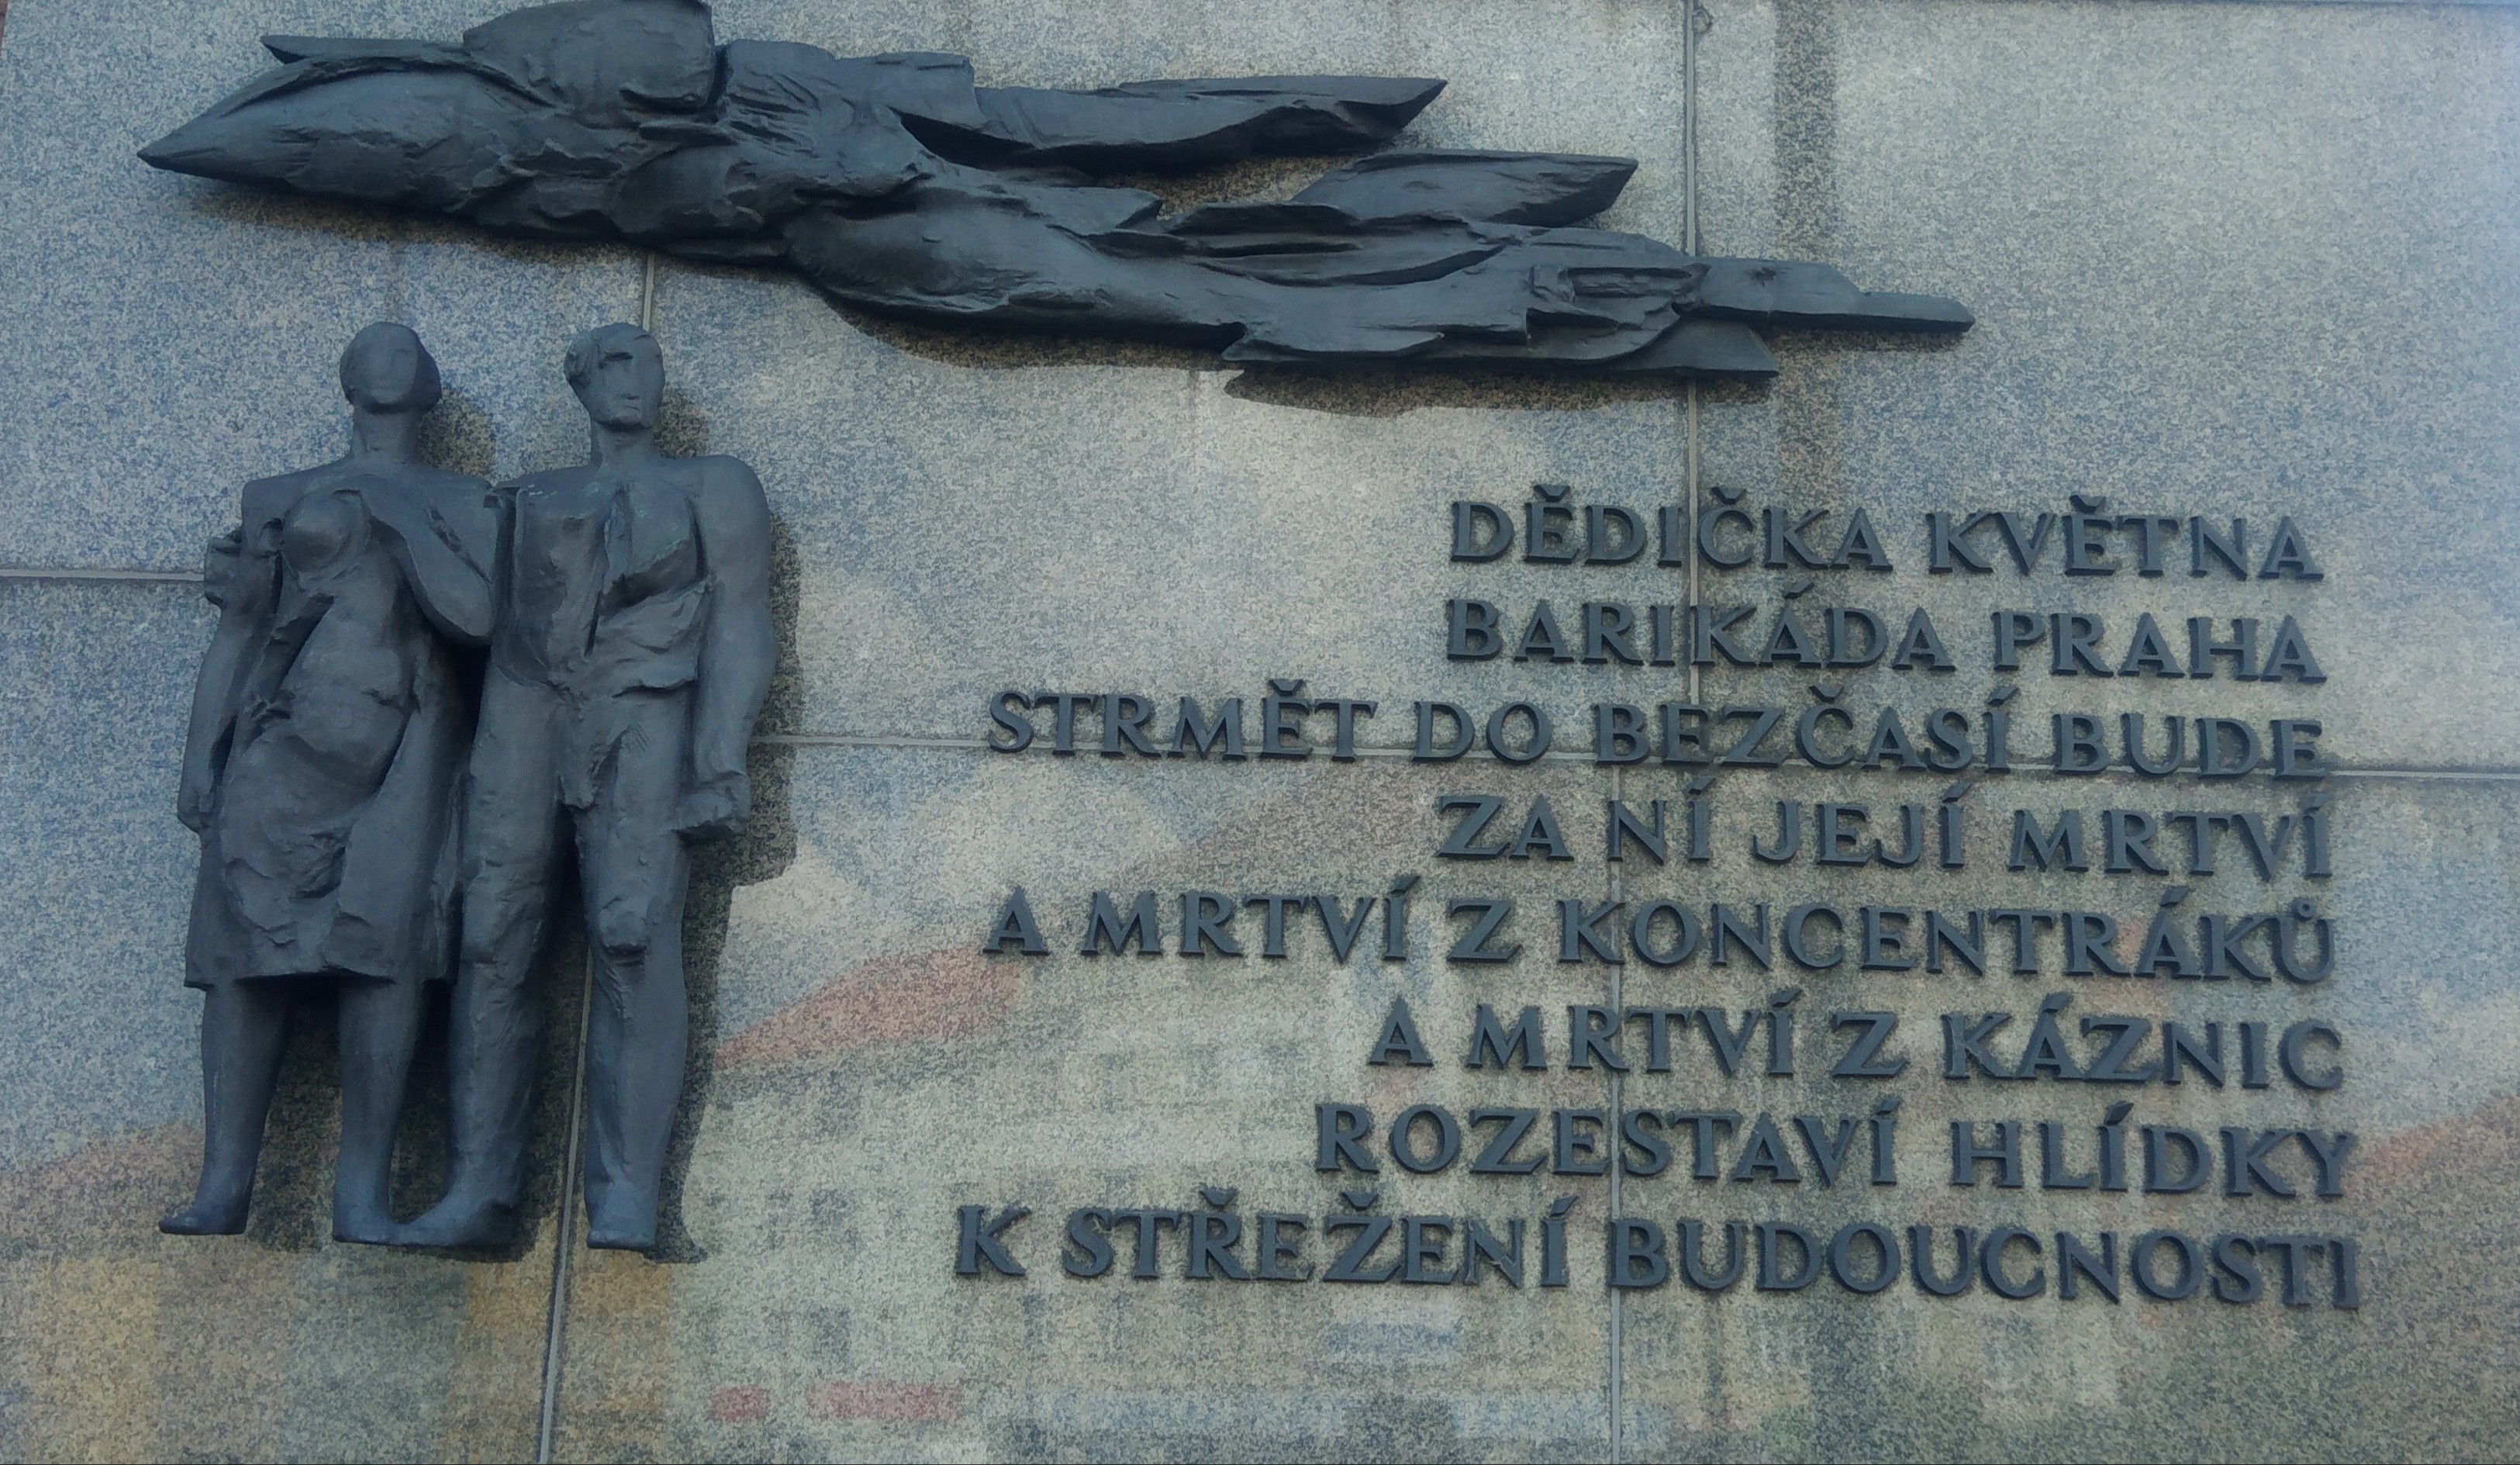 DĚDIČKA KVĚTNA
BARIKÁDA PRAHA
STRMĚT DO BEZČASÍ BUDE
ZA NÍ JEJÍ MRTVÍ
A MRTVÍ Z KONCENTRÁKŮ
A MRTVÍ Z KÁZNIC
ROZESTAVÍ HLÍDKY
K STŘEŽENÍ BUDOUCNOSTI